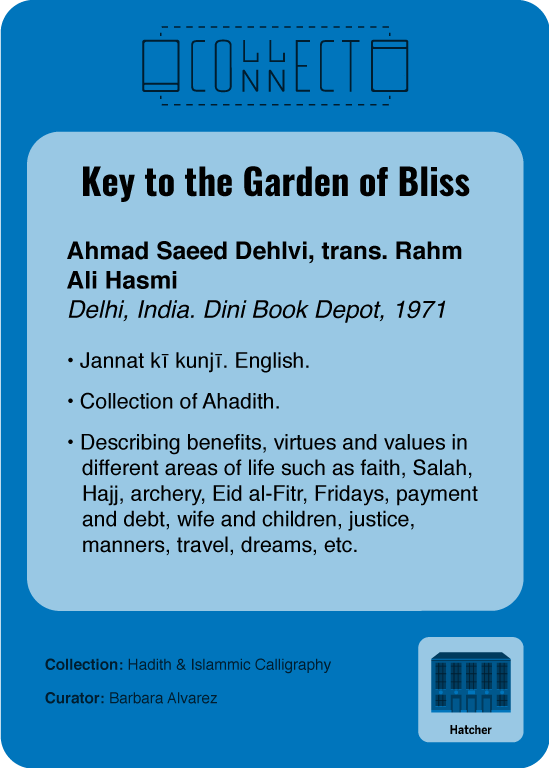 COLLECT
CONNECT
Key to the Garden of Bliss
Ahmad Saeed Dehlvi, trans. Rahm
Ali Hasmi
Delhi, India. Dini Book Depot, 1971
• Jannat kī kunjī. English.
• Collection of Ahadith.
• Describing benefits, virtues and values in
different areas of life such as faith, Salah,
Hajj, archery, Eid al-Fitr, Fridays, payment
and debt, wife and children, justice,
manners, travel, dreams, etc.
Collection: Hadith & Islammic Calligraphy
Curator: Barbara Alvarez
Hatcher